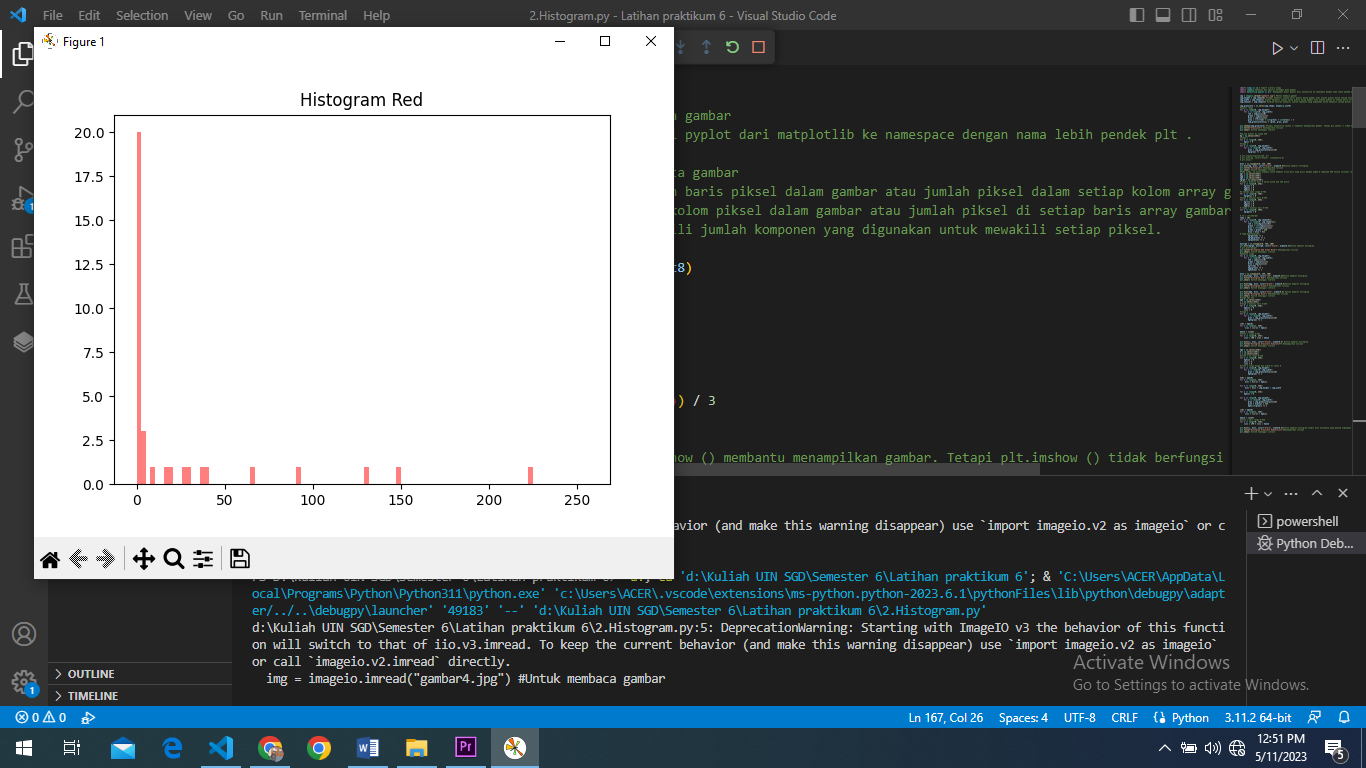 File Edit Selection View Go Run Terminal Help 2.Histogram.py - Latihan praktikum 6 - Visual Studio Code
Figure 1
Histogram Red
20.0
17.5
15.0
12.5
10.0
7.5
5.0
2.5
0.0
0 50 100 150 200 250
gambar
pyplot dari matplotlib ke namespace dengan nama lebih pendek plt .
ta gambar
baris piksel dalam gambar atau jumlah piksel dalam setiap kolom array g
kolom piksel dalam gambar atau jumlah piksel di setiap baris array gambar
li jumlah komponen yang digunakan untuk mewakili setiap piksel.
t8)
) / 3
ow () membantu menampilkan gambar. Tetapi plt.imshow () tidak berfungsi
avior (and make this warning disappear) use `import imageio.v2 as imageio` or c
'd:\Kuliah UIN SGD\Semester 6\Latihan praktikum 6'; & 'C:\Users\ACER\AppData\L
ocal\Programs\Python\Python311\python.exe' 'c:\Users\ACER\.vscode\extensions\ms-python.python-2023.6.1\pythonFiles\lib\python\debugpy\adapt
er/../..\debugpy\launcher' '49183' '--' 'd:\Kuliah UIN SGD\Semester 6\Latihan praktikum 6\2.Histogram.py'
d:\Kuliah UIN SGD\Semester 6\Latihan praktikum 6\2.Histogram.py:5: DeprecationWarning: Starting with ImageIO v3 the behavior of this functi
on will switch to that of iio.v3.imread. To keep the current behavior (and make this warning disappear) use `import imageio.v2 as imageio`
or call `imageio.v2.imread` directly.
img = imageio.imread("gambar4.jpg") #Untuk membaca gambar
powershell
Python Deb...
OUTLINE
TIMELINE
1
1
Activate Windows
Go to Settings to activate Windows.
0 0 Ln 167, Col 26 Spaces: 4 UTF-8 CRLF Python 3.11.2 64-bit
W
Pr
12:51 PM
5/11/2023
5